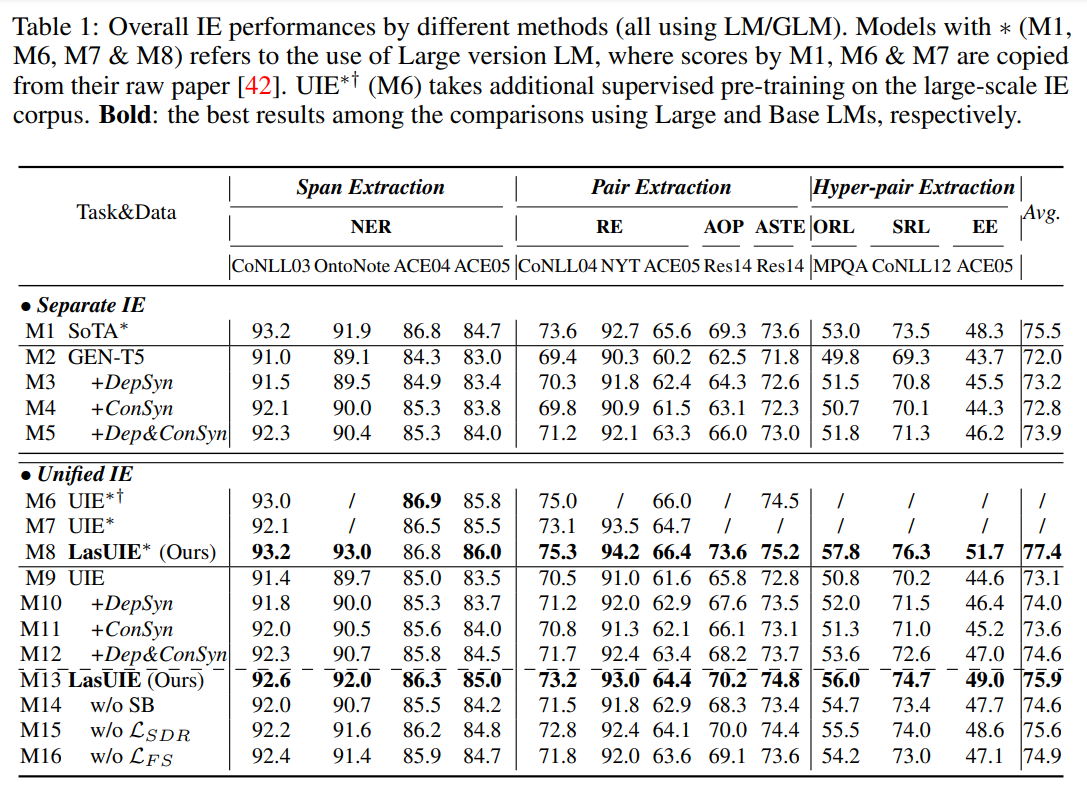 Table 1: Overall IE performances by different methods (all using LM/GLM). Models with ∗ (M1,
M6, M7 & M8) refers to the use of Large version LM, where scores by M1, M6 & M7 are copied
from their raw paper [42]. UIE∗† (M6) takes additional supervised pre-training on the large-scale IE
corpus. Bold: the best results among the comparisons using Large and Base LMs, respectively.
Task&Data Span Extraction Pair Extraction Hyper-pair Extraction Avg.
NER RE AOP ASTE ORL SRL EE
CoNLL03 OntoNote ACE04 ACE05 CoNLL04 NYT ACE05 Res14 Res14 MPQA CoNLL12 ACE05
• Separate IE
M1 SoTA∗ 93.2 91.9 86.8 84.7 73.6 92.7 65.6 69.3 73.6 53.0 73.5 48.3 75.5
M2 GEN-T5 91.0 89.1 84.3 83.0 69.4 90.3 60.2 62.5 71.8 49.8 69.3 43.7 72.0
M3 +DepSyn 91.5 89.5 84.9 83.4 70.3 91.8 62.4 64.3 72.6 51.5 70.8 45.5 73.2
M4 +ConSyn 92.1 90.0 85.3 83.8 69.8 90.9 61.5 63.1 72.3 50.7 70.1 44.3 72.8
M5 +Dep&ConSyn 92.3 90.4 85.3 84.0 71.2 92.1 63.3 66.0 73.0 51.8 71.3 46.2 73.9
• Unified IE
M6 UIE∗† 93.0 / 86.9 85.8 75.0 / 66.0 / 74.5 / / / /
M7 UIE∗ 92.1 / 86.5 85.5 73.1 93.5 64.7 / / / / / /
M8 LasUIE∗ (Ours) 93.2 93.0 86.8 86.0 75.3 94.2 66.4 73.6 75.2 57.8 76.3 51.7 77.4
M9 UIE 91.4 89.7 85.0 83.5 70.5 91.0 61.6 65.8 72.8 50.8 70.2 44.6 73.1
M10 +DepSyn 91.8 90.0 85.3 83.7 71.2 92.0 62.9 67.6 73.5 52.0 71.5 46.4 74.0
M11 +ConSyn 92.0 90.5 85.6 84.0 70.8 91.3 62.1 66.1 73.1 51.3 71.0 45.2 73.6
M12 +Dep&ConSyn 92.3 90.7 85.8 84.5 71.7 92.4 63.4 68.2 73.7 53.6 72.6 47.0 74.6
M13 LasUIE (Ours) 92.6 92.0 86.3 85.0 73.2 93.0 64.4 70.2 74.8 56.0 74.7 49.0 75.9
M14 w/o SB 92.0 90.7 85.5 84.2 71.5 91.8 62.9 68.3 73.4 54.7 73.4 47.7 74.6
M15 w/o ℒSDR 92.2 91.6 86.2 84.8 72.8 92.4 64.1 70.0 74.4 55.5 74.0 48.6 75.6
M16 w/o ℒFS 92.4 91.4 85.9 84.7 71.8 92.0 63.6 69.1 73.6 54.2 73.0 47.1 74.9